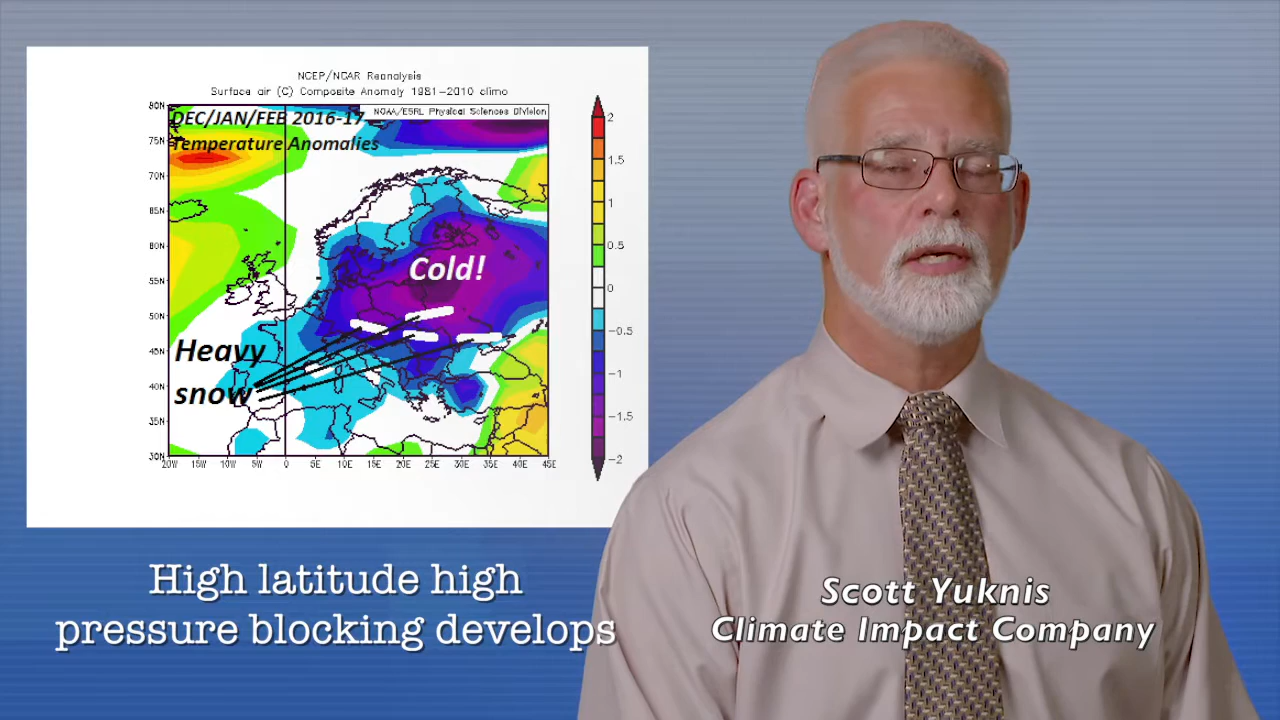 NCEP/NCAR Reanalysis
Surface air (C) Composite Anomaly 1981-2010 climo
NOAA/ESRL Physical Sciences Division
DEC/JAN/FEB 2016-17
Temperature Anomalies
80N
75N
70N
65N
60N
55N
50N
45N
40N
35N
30N
20W 15W 10W 5W 0 5E 10E 15E 20E 25E 30E 35E 40E 45E
2
1.5
1
0.5
0
-0.5
-1
-1.5
-2
Cold!
Heavy
snow
High latitude high
pressure blocking develops
Scott Yuknis
Climate Impact Company